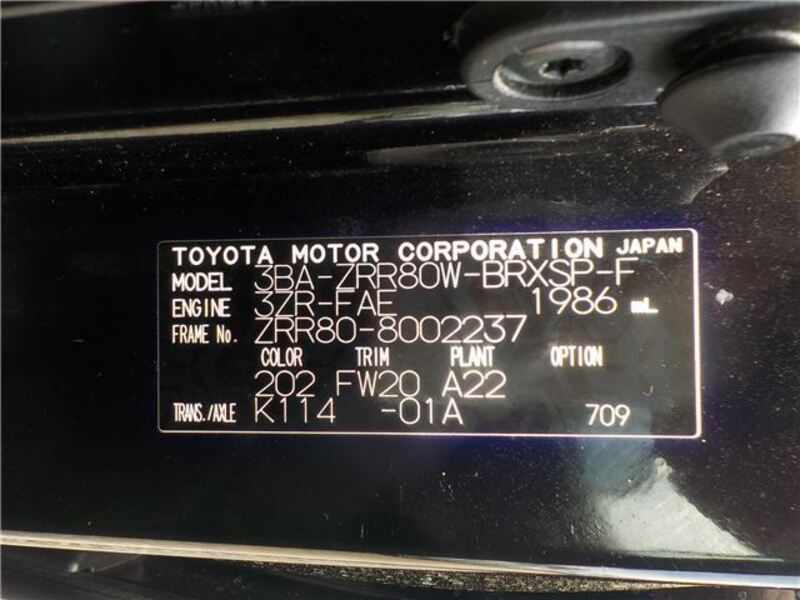 TOYOTA MOTOR CORPORATION JAPAN
MODEL 3BA-ZRR80W-BRXSP-F
ENGINE 3ZR-FAE 1986 mL
FRAME No. ZRR80-8002237
COLOR TRIM PLANT OPTION
202 FW20 A22
TRANS./AXLE K114 -01A 709